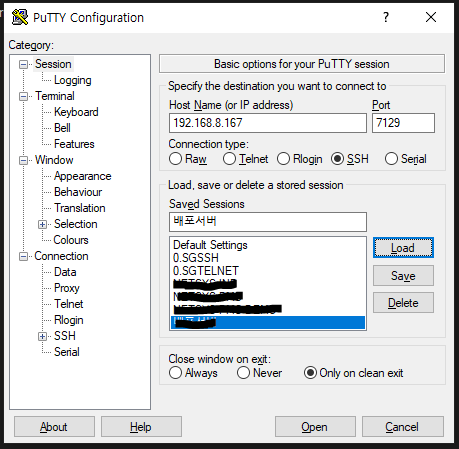 PuTTY Configuration
?
Category:
Session
Logging
Terminal
Keyboard
Bell
Features
Window
Appearance
Behaviour
Translation
Selection
Colours
Connection
Data
Proxy
Telnet
Rlogin
SSH
Serial
Basic options for your PuTTY session
Specify the destination you want to connect to
Host Name (or IP address) Port
192.168.8.167 7129
Connection type:
Raw Telnet Rlogin SSH Serial
Load, save or delete a stored session
Saved Sessions
배포서버
Default Settings
0.SGSSH
0.SGTELNET
Load
Save
Delete
Close window on exit:
Always Never Only on clean exit
About Help Open Cancel